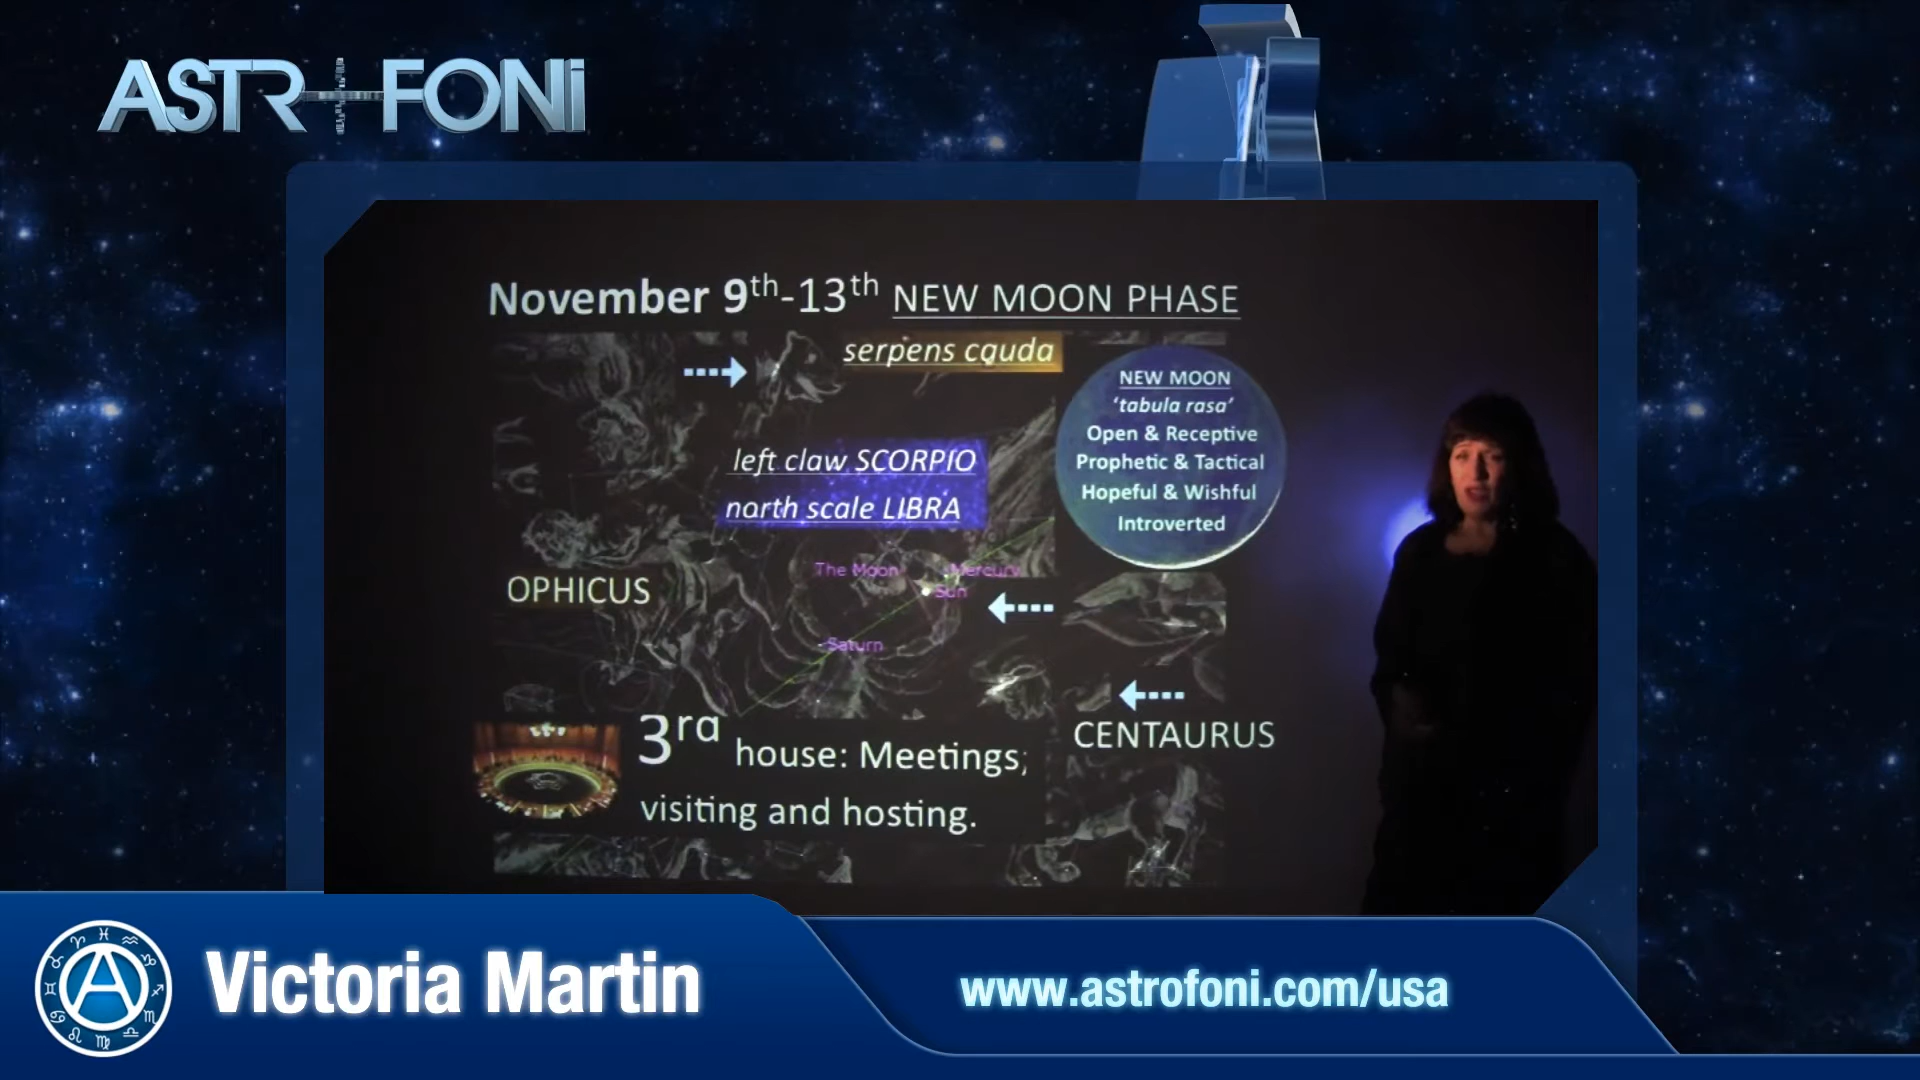 ASTROFONi
November 9th-13th NEW MOON PHASE
serpens cauda
NEW MOON
‘tabula rasa’
Open & Receptive
Prophetic & Tactical
Hopeful & Wishful
Introverted
left claw SCORPIO
north scale LIBRA
The Moon
Mercury
Sun
OPHICUS
Saturn
CENTAURUS
3rd house: Meetings;
visiting and hosting.
A
Victoria Martin
www.astrofoni.com/usa